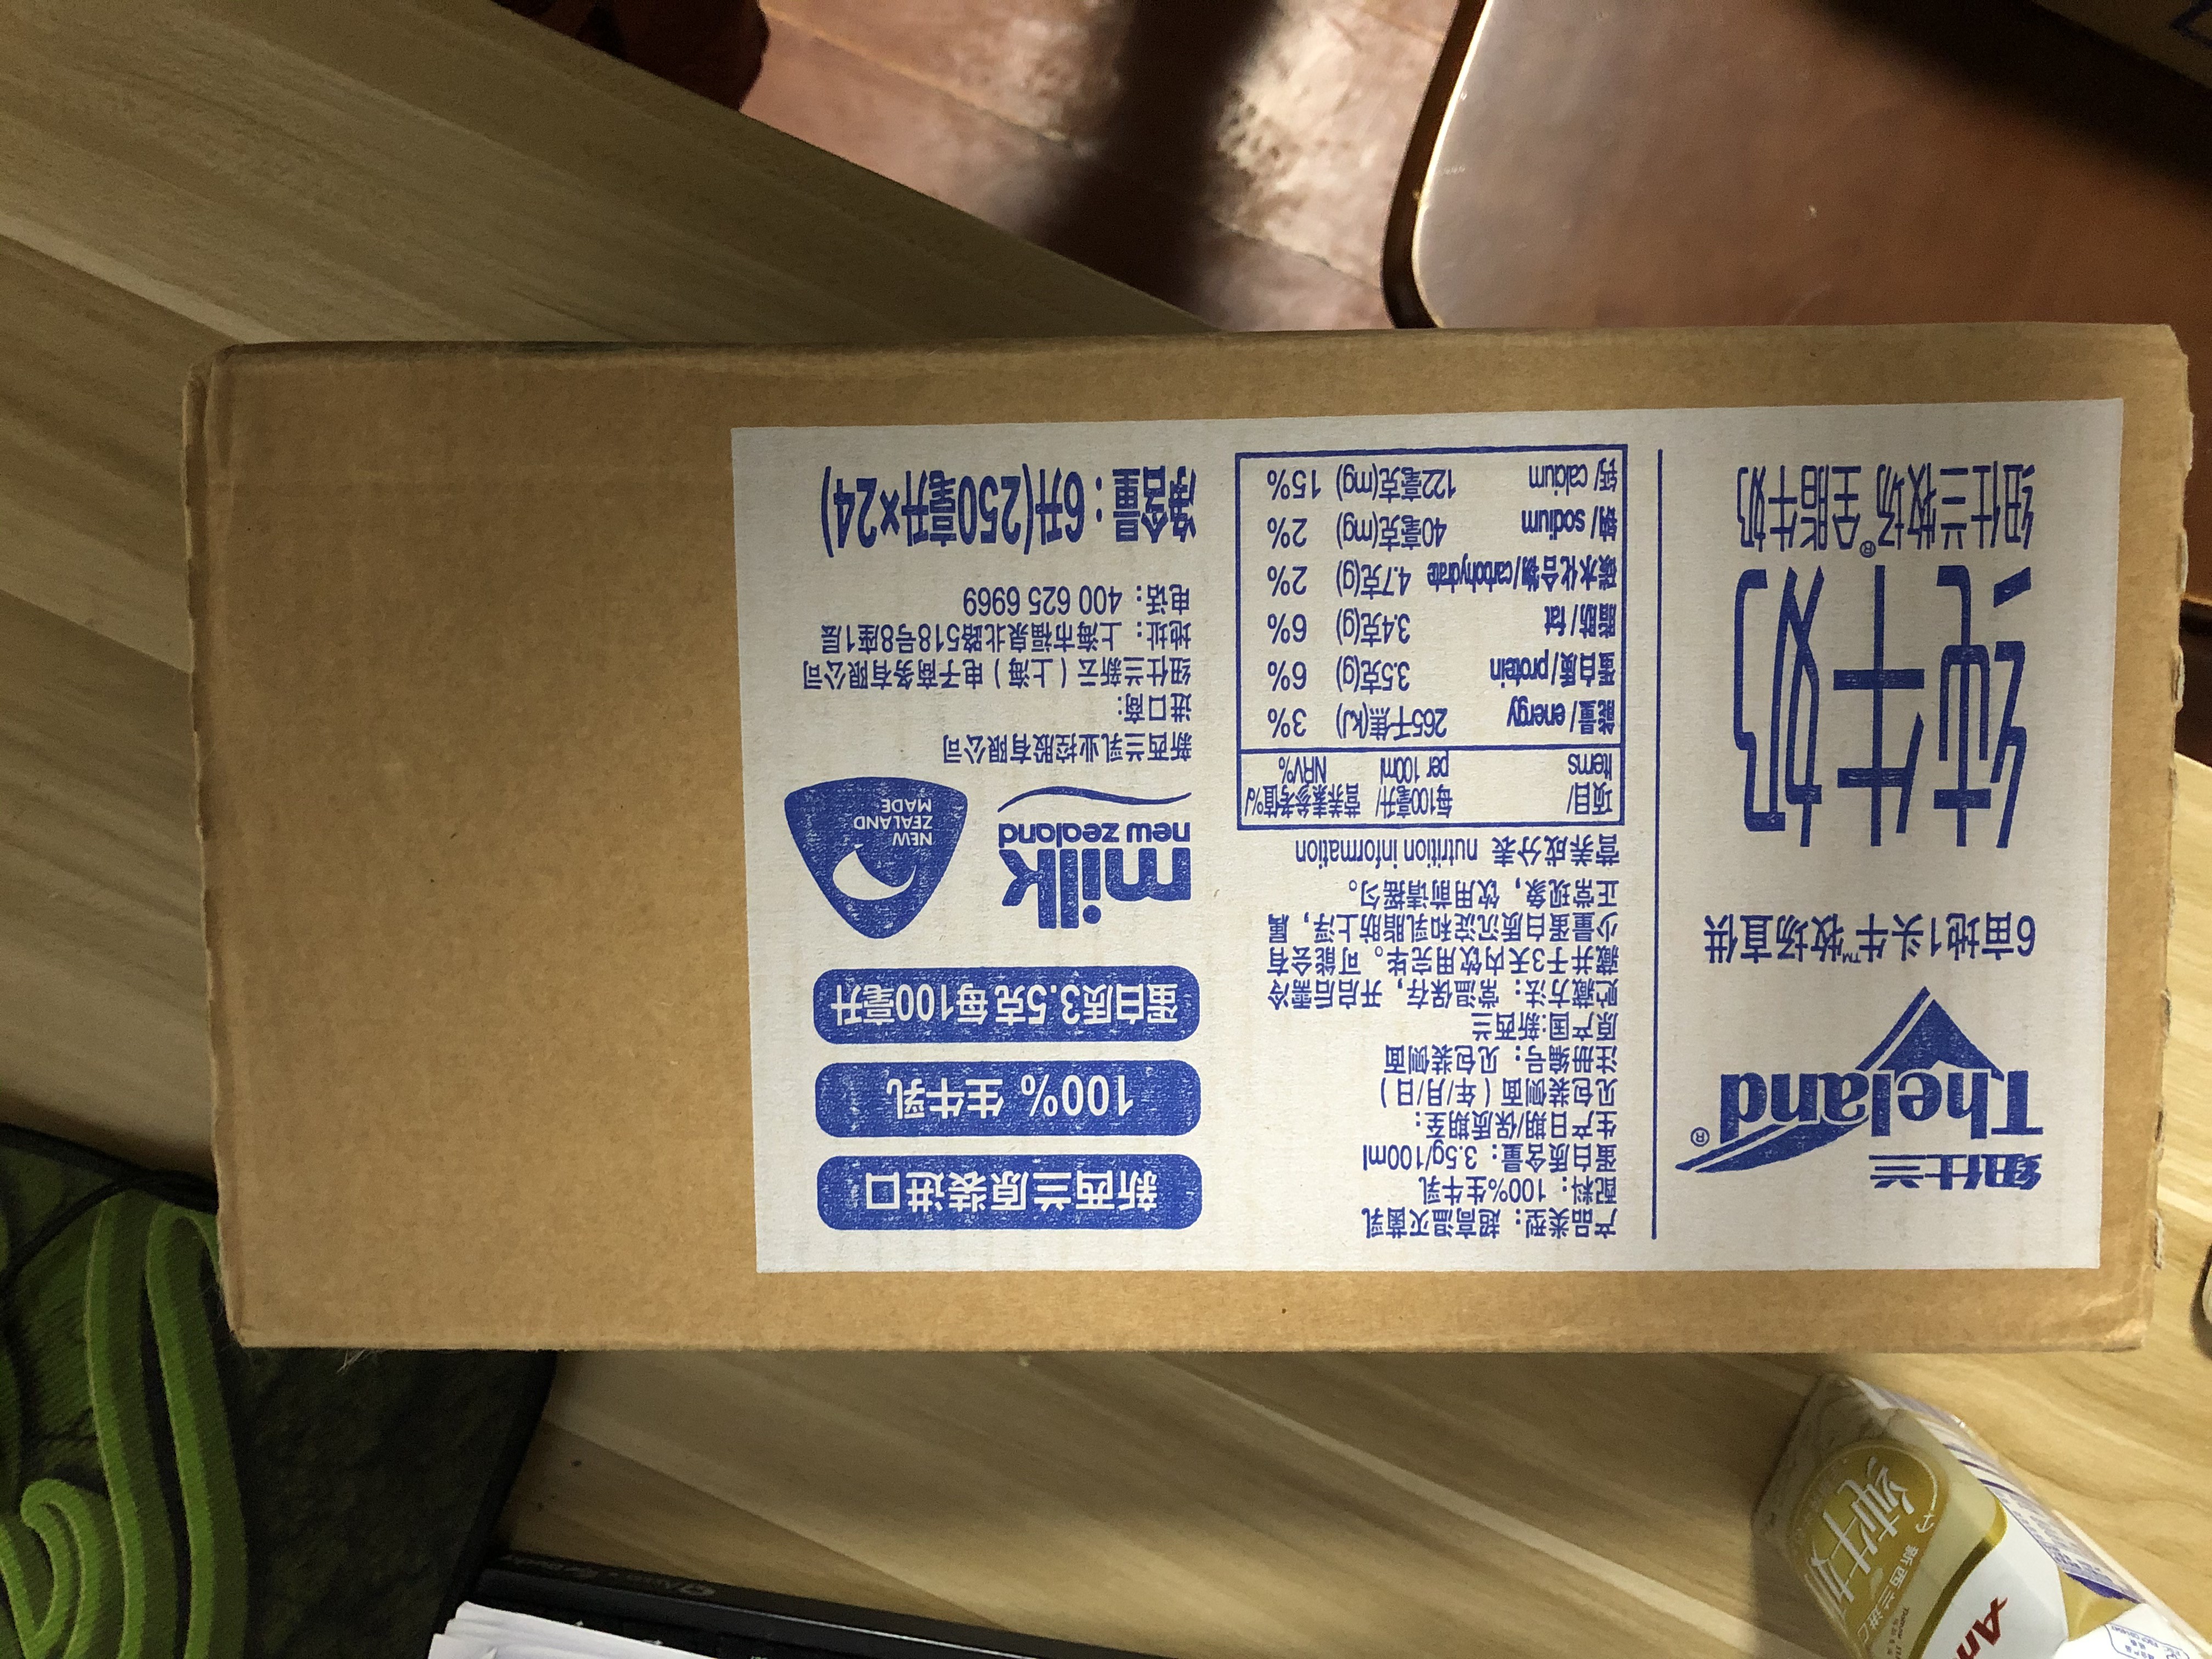 纽仕兰
Theland®
6亩地1头牛™牧场直供
纯牛奶
纽仕兰牧场®全脂牛奶
产品类型：超高温灭菌乳
配料：100%生牛乳
蛋白质含量：3.5g/100ml
生产日期/保质期至：
见包装侧面（年/月/日）
注册编号：见包装侧面
原产国:新西兰
贮藏方法：常温保存，开启后需冷
藏并于3天内饮用完毕。可能会有
少量蛋白质沉淀和乳脂肪上浮，属
正常现象，饮用前请摇匀。
营养成分表 nutrition information
项目/ 每100毫升/ 营养素参考值%/
Items per 100ml NRV%
能量/energy 265千焦(kJ) 3%
蛋白质/protein 3.5克(g) 6%
脂肪/fat 3.4克(g) 6%
碳水化合物/carbohydrate 4.7克(g) 2%
钠/sodium 40毫克(mg) 2%
钙/calcium 122毫克(mg) 15%
新西兰原装进口
100% 生牛乳
蛋白质3.5克每100毫升
milk
new zealand
NEW
ZEALAND
MADE
新西兰乳业控股有限公司
进口商:
纽仕兰新云（上海）电子商务有限公司
地址：上海市福泉北路518号8座1层
电话：400 625 6969
净含量：6升(250毫升×24)
An
新西兰进口
纯牛奶